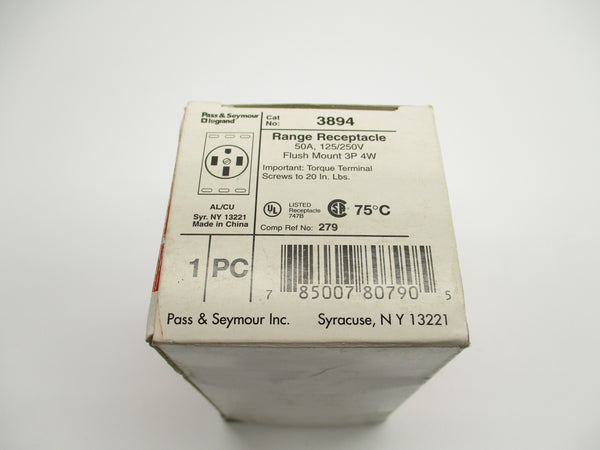 Pass & Seymour
legrand
Cat
No:
3894
Range Receptacle
50A, 125/250V
Flush Mount 3P 4W
Important: Torque Terminal
Screws to 20 In. Lbs.
AL/CU
Syr. NY 13221
Made in China
UL
LISTED
Receptacle
747B
75°C
Comp Ref No: 279
1 PC
7 85007 80790 5
Pass & Seymour Inc. Syracuse, N Y 13221